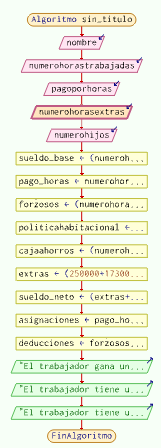 Algoritmo sin_titulo
nombre
numerohorastrabajadas
pagoporhoras
numerohorasextras
numerohijos
sueldo_base ← (numeroh...
pago_horas ← numerohor...
forzosos ← (numerohora...
politicahabitacional ←...
cajaahorros ← (numeroh...
extras ← (250000+17300...
sueldo_neto ← (extras+...
asignaciones ← pago_ho...
deducciones ← forzosos...
"El trabajador gana un...
"El trabajador tiene u...
"El trabajador tiene u...
FinAlgoritmo